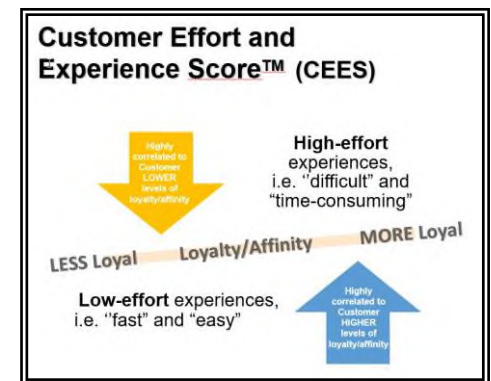 Customer Effort and
Experience Score™ (CEES)
Highly
correlated to
Customer
LOWER
levels of
loyalty/affinity
High-effort
experiences,
i.e. "difficult" and
"time-consuming"
LESS Loyal Loyalty/Affinity MORE Loyal
Low-effort experiences,
i.e. "fast" and "easy"
Highly
correlated to
Customer
HIGHER
levels of
loyalty/affinity